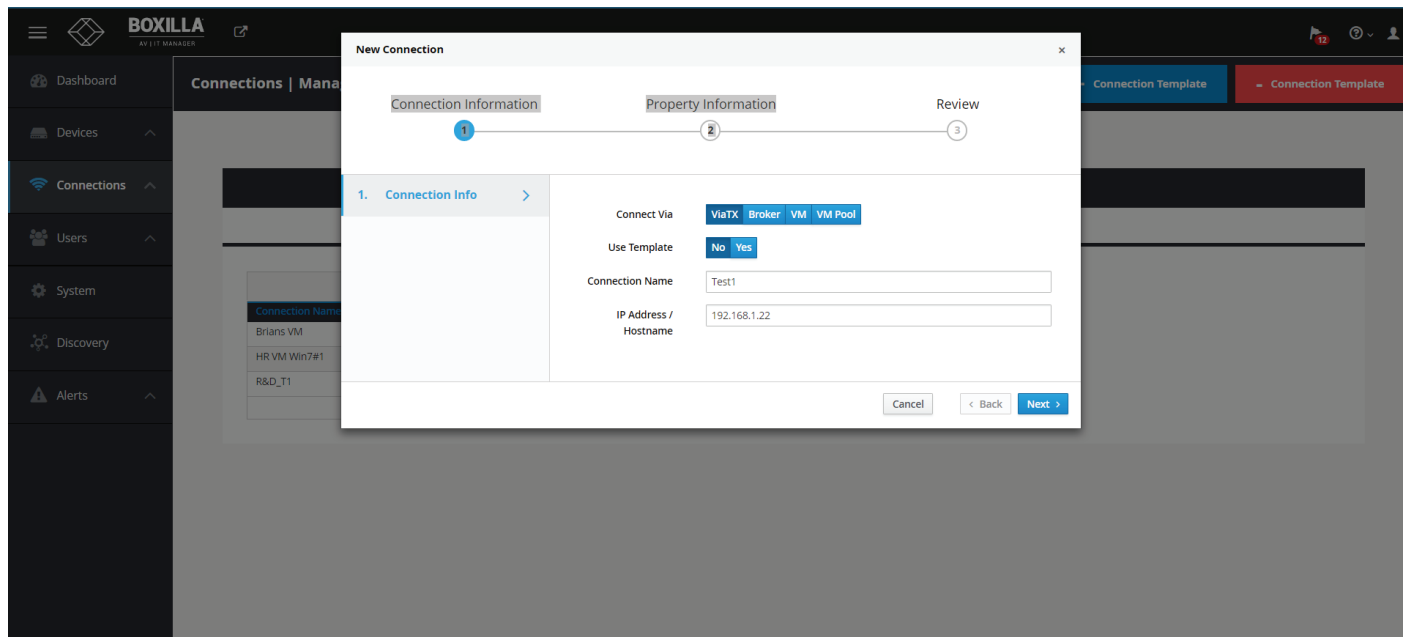 BOXILLA
AV | IT MANAGER
12
Dashboard
Devices
Connections
Users
System
Discovery
Alerts
Connections | Mana
Connection Template
- Connection Template
Connection Name
Brians VM
HR VM Win7#1
R&D_T1
New Connection
×
Connection Information
Property Information
Review
1
2
3
1. Connection Info
Connect Via
ViaTX Broker VM VM Pool
Use Template
No Yes
Connection Name
Test1
IP Address /
Hostname
192.168.1.22
Cancel
< Back
Next >